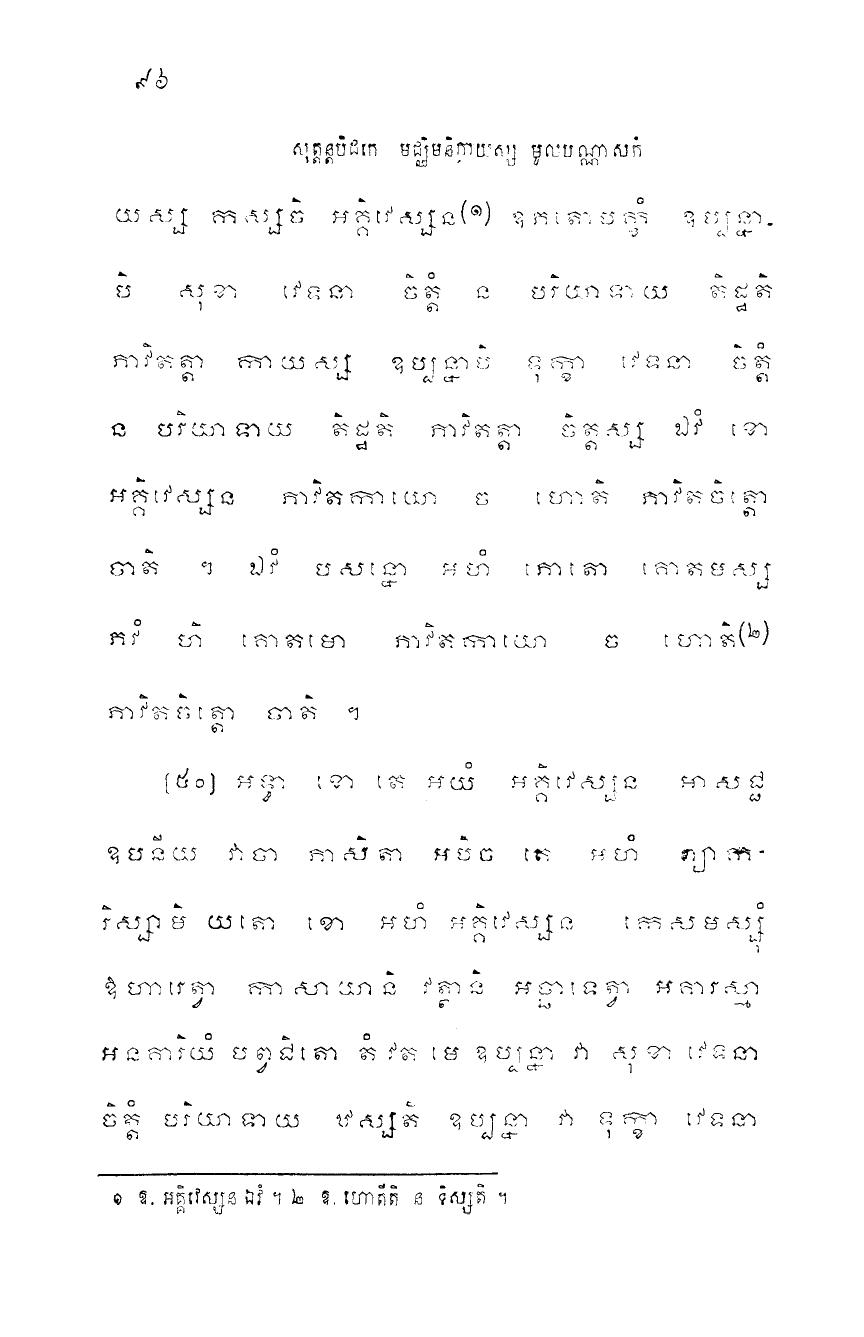 ៩៦
សុត្តន្តបិដកេ មជ្ឈិមនិកាយស្ស មូលបណ្ណាសកំ
យស្ស កស្សចិ អគ្គិវេស្សន(១) ឧភតោបក្ខំ ឧប្បន្នា-
បិ សុខា វេទនា ចិត្តំ ន បរិយាទាយ តិដ្ឋតិ
ភាវិតត្តា កាយស្ស ឧប្បន្នាបិ ទុក្ខា វេទនា ចិត្តំ
ន បរិយាទាយ តិដ្ឋតិ ភាវិតត្តា ចិត្តស្ស ឯវំ ខោ
អគ្គិវេស្សន ភាវិតកាយោ ច ហោតិ ភាវិតចិត្តោ
ចាតិ ។ ឯវំ បសន្នោ អហំ ភោតោ គោតមស្ស
ភវំ ហិ គោតមោ ភាវិតកាយោ ច ហោតិ(២)
ភាវិតចិត្តោ ចាតិ ។
[៥០] អទ្ធា ខោ តេ អយំ អគ្គិវេស្សន អាសជ្ជ
ឧបនីយ វាចា ភាសិតា អបិច តេ អហំ ព្យាក-
រិស្សាមិ យតោ ខោ អហំ អគ្គិវេស្សន កេសមស្សុំ
ឱហារេត្វា កាសាយានិ វត្ថានិ អច្ឆាទេត្វា អគារស្មា
អនគារិយំ បព្វជិតោ តំ វត មេ ឧប្បន្នា វា សុខា វេទនា
ចិត្តំ បរិយាទាយ ឋស្សតិ ឧប្បន្នា វា ទុក្ខា វេទនា
១ ឱ. អគ្គិវេស្សន ឯវំ ។ ២ ឱ. ហោតីតិ ន ទិស្សតិ ។